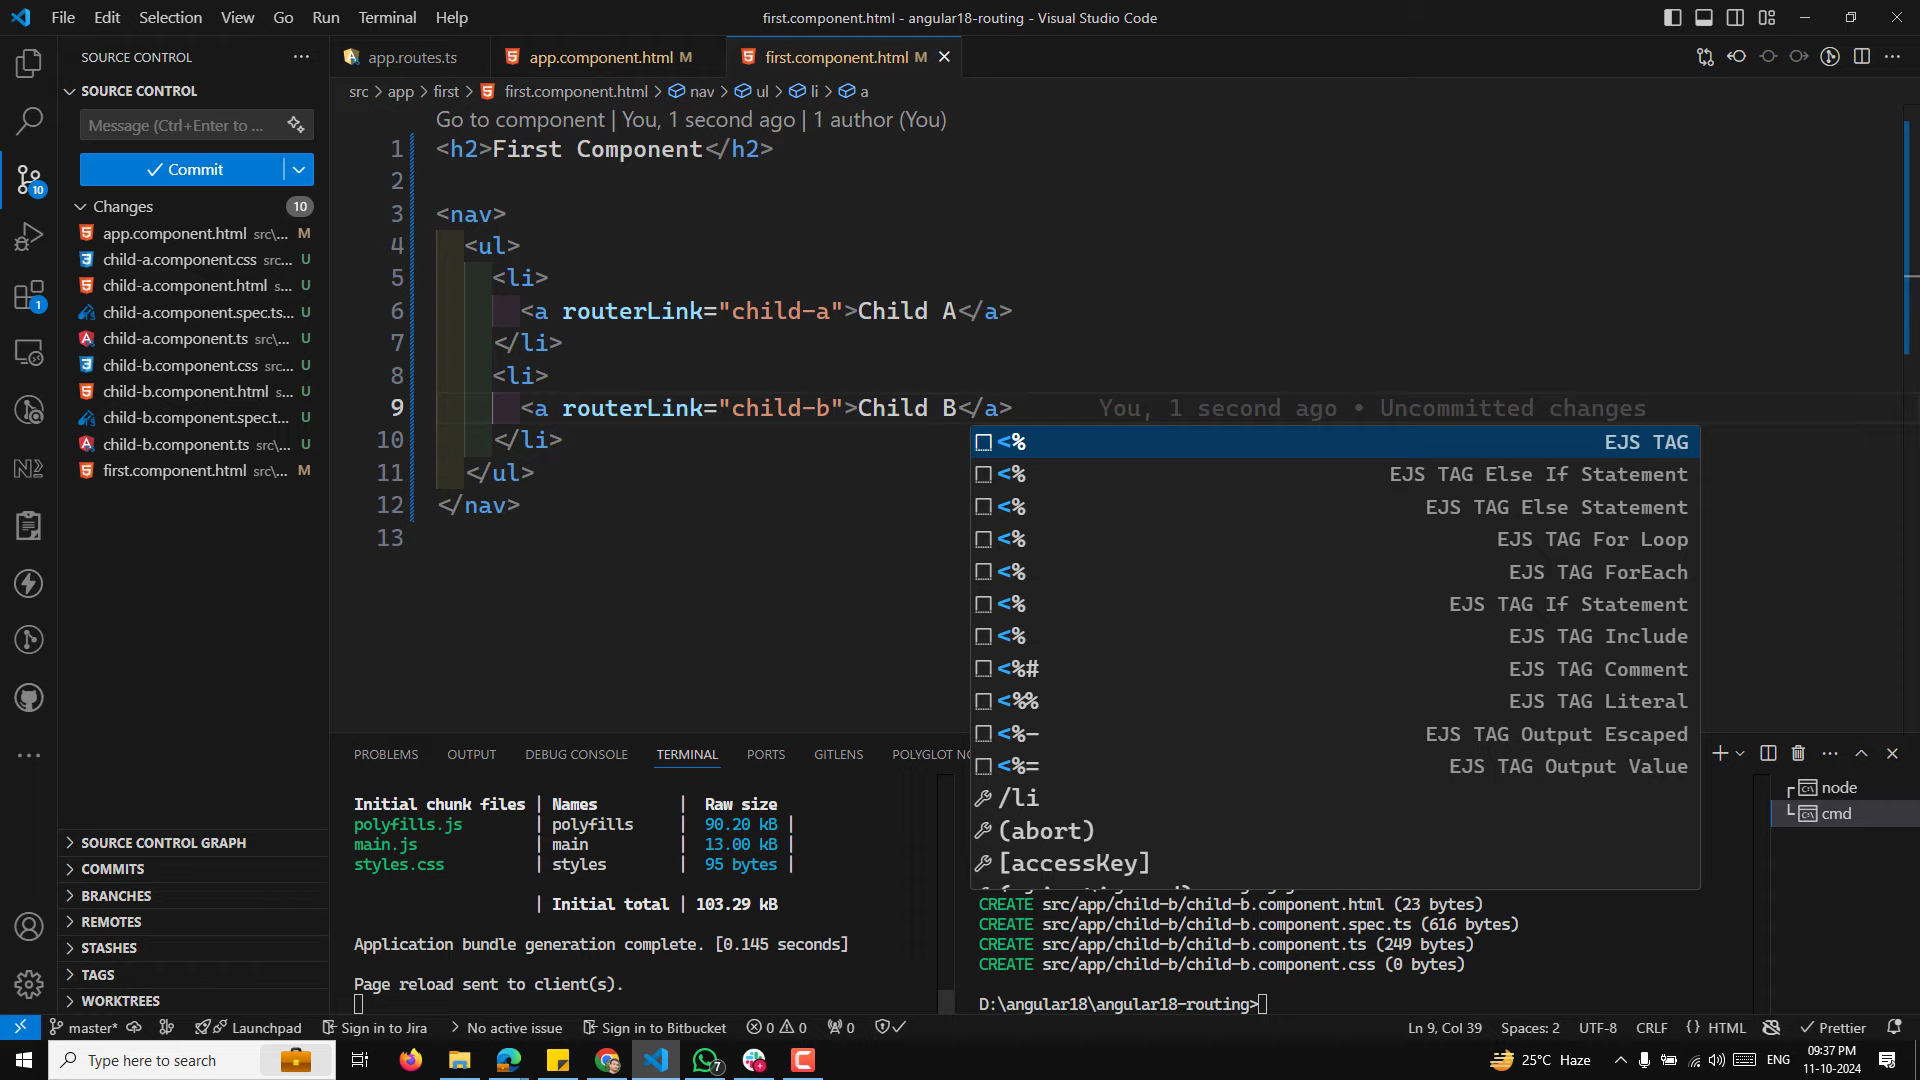 File Edit Selection View Go Run Terminal Help
first.component.html - angular18-routing - Visual Studio Code
SOURCE CONTROL
app.routes.ts
app.component.html M
first.component.html M
SOURCE CONTROL
src > app > first > first.component.html > nav > ul > li > a
Message (Ctrl+Enter to ...
Commit
Changes 10
app.component.html src\... M
child-a.component.css src... U
child-a.component.html s... U
child-a.component.spec.ts... U
child-a.component.ts src\... U
child-b.component.css src... U
child-b.component.html s... U
child-b.component.spec.t... U
child-b.component.ts src\... U
first.component.html src\... M
10
1
SOURCE CONTROL GRAPH
COMMITS
BRANCHES
REMOTES
STASHES
TAGS
WORKTREES
Go to component | You, 1 second ago | 1 author (You)
1 <h2>First Component</h2>
2
3 <nav>
4 <ul>
5 <li>
6 <a routerLink="child-a">Child A</a>
7 </li>
8 <li>
9 <a routerLink="child-b">Child B</a> You, 1 second ago • Uncommitted changes
10 </li>
11 </ul>
12 </nav>
13
<% EJS TAG
<% EJS TAG Else If Statement
<% EJS TAG Else Statement
<% EJS TAG For Loop
<% EJS TAG ForEach
<% EJS TAG If Statement
<% EJS TAG Include
<%# EJS TAG Comment
<%% EJS TAG Literal
<%- EJS TAG Output Escaped
<%= EJS TAG Output Value
/li
(abort)
[accessKey]
PROBLEMS OUTPUT DEBUG CONSOLE TERMINAL PORTS GITLENS POLYGLOT NO
Initial chunk files | Names | Raw size
polyfills.js | polyfills | 90.20 kB |
main.js | main | 13.00 kB |
styles.css | styles | 95 bytes |
| Initial total | 103.29 kB
Application bundle generation complete. [0.145 seconds]
Page reload sent to client(s).
CREATE src/app/child-b/child-b.component.html (23 bytes)
CREATE src/app/child-b/child-b.component.spec.ts (616 bytes)
CREATE src/app/child-b/child-b.component.ts (249 bytes)
CREATE src/app/child-b/child-b.component.css (0 bytes)
D:\angular18\angular18-routing>
node
cmd
master* Launchpad Sign in to Jira No active issue Sign in to Bitbucket 0 0 0 Ln 9, Col 39 Spaces: 2 UTF-8 CRLF {} HTML Prettier
Type here to search
7
25°C Haze
ENG
09:37 PM
11-10-2024